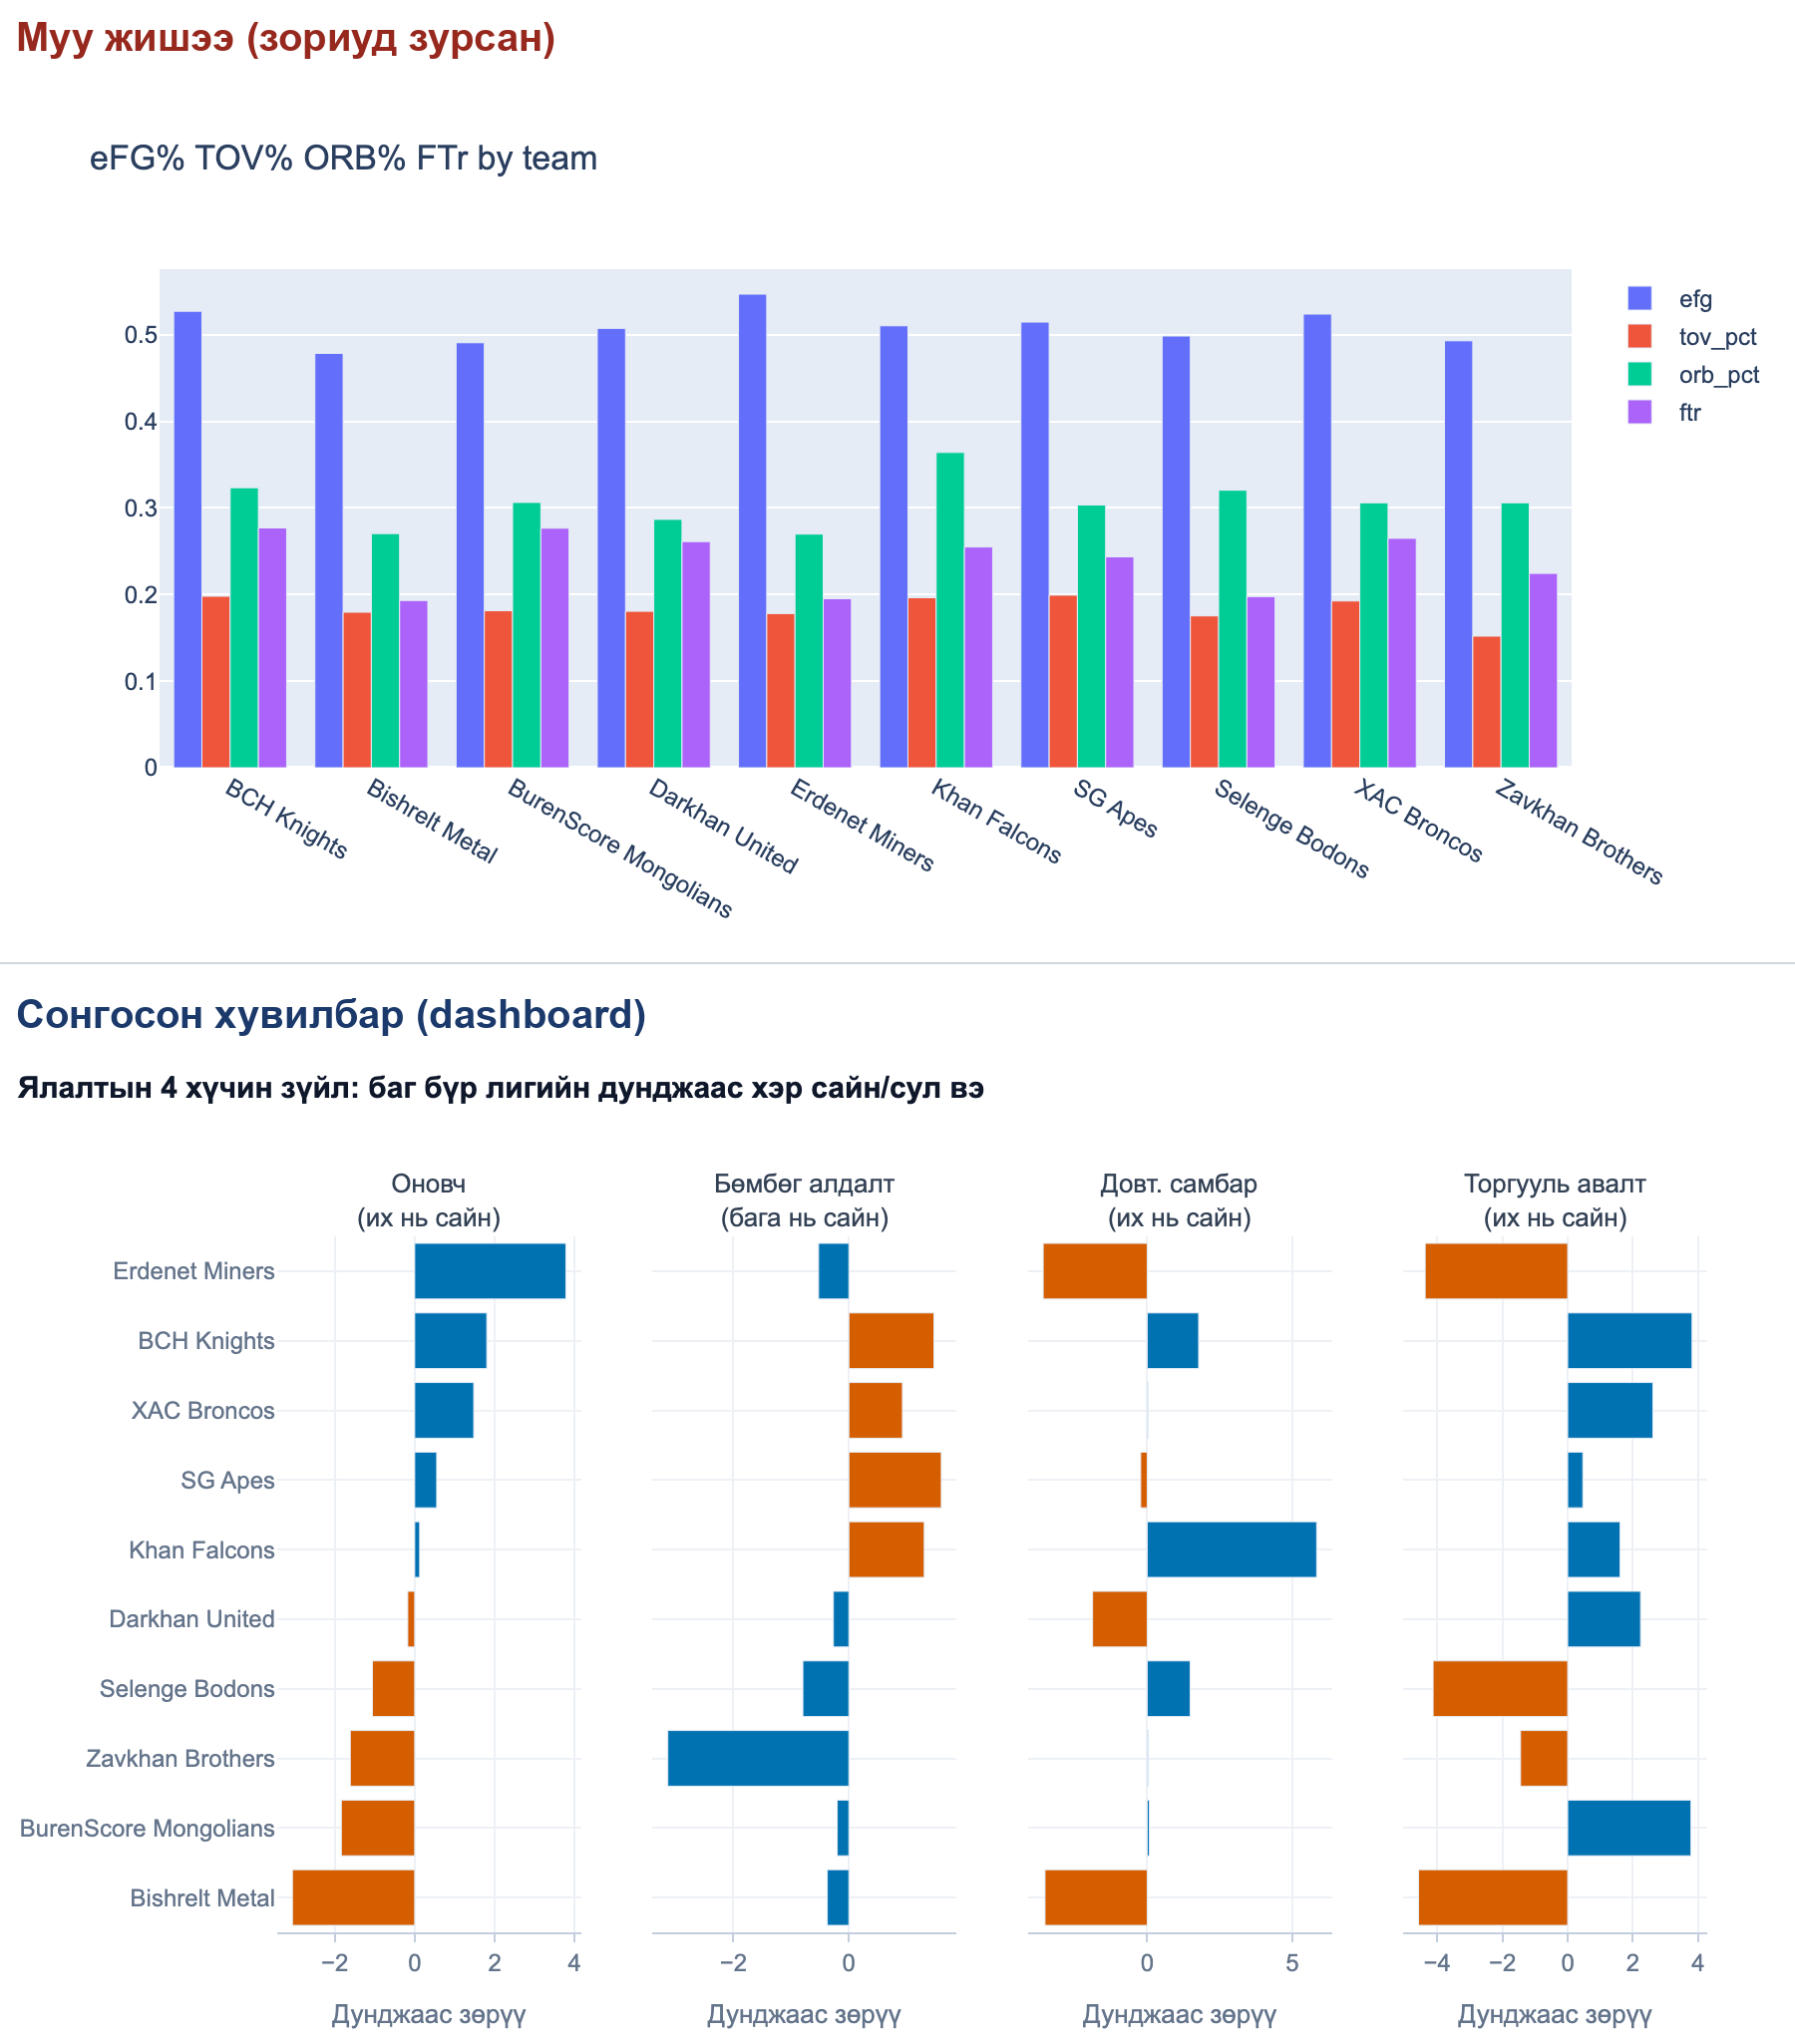 Муу жишээ (зориуд зурсан)
eFG% TOV% ORB% FTr by team
efg
tov_pct
orb_pct
ftr
0.5
0.4
0.3
0.2
0.1
0
BCH Knights
Bishrelt Metal
BurenScore Mongolians
Darkhan United
Erdenet Miners
Khan Falcons
SG Apes
Selenge Bodons
XAC Broncos
Zavkhan Brothers
Сонгосон хувилбар (dashboard)
Ялалтын 4 хүчин зүйл: баг бүр лигийн дунджаас хэр сайн/сул вэ
Оновч
(их нь сайн)
Бөмбөг алдалт
(бага нь сайн)
Довт. самбар
(их нь сайн)
Торгууль авалт
(их нь сайн)
Erdenet Miners
BCH Knights
XAC Broncos
SG Apes
Khan Falcons
Darkhan United
Selenge Bodons
Zavkhan Brothers
BurenScore Mongolians
Bishrelt Metal
−2 0 2 4
−2 0
0 5
−4 −2 0 2 4
Дунджаас зөрүү
Дунджаас зөрүү
Дунджаас зөрүү
Дунджаас зөрүү